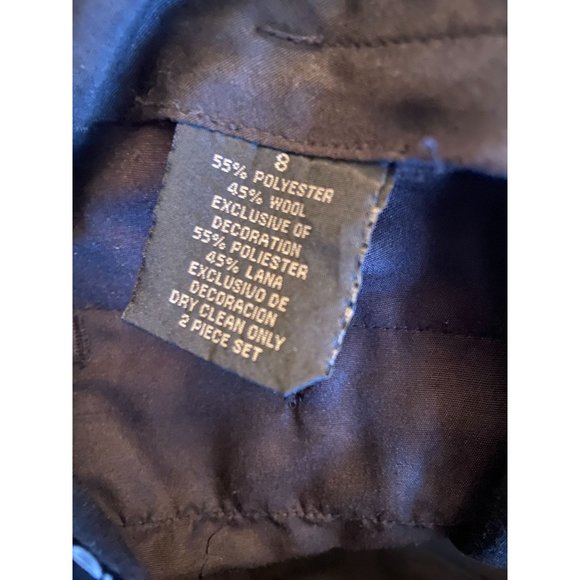 8
55% POLYESTER
45% WOOL
EXCLUSIVE OF
DECORATION
55% POLIESTER
45% LANA
EXCLUSIVO DE
DECORACION
DRY CLEAN ONLY
2 PIECE SET